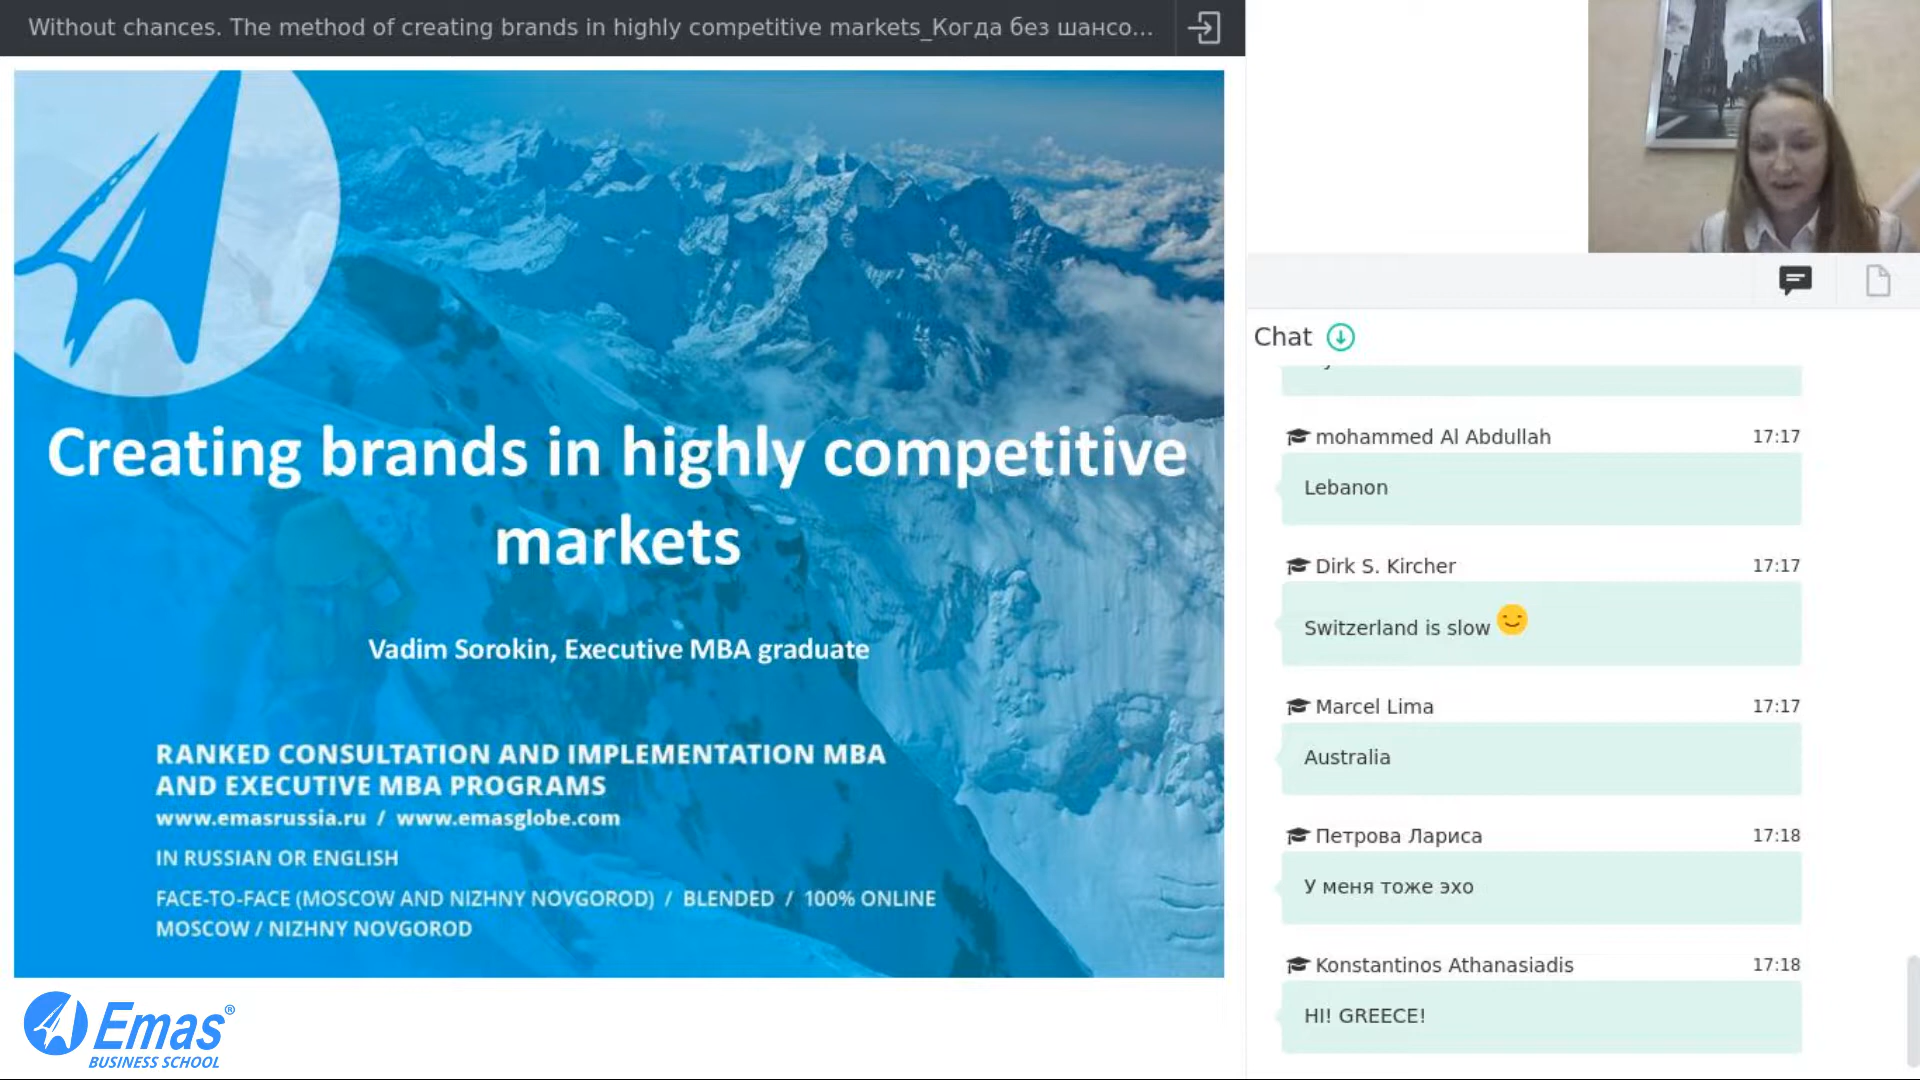 Without chances. The method of creating brands in highly competitive markets_Когда без шансо...
Creating brands in highly competitive
markets
Vadim Sorokin, Executive MBA graduate
RANKED CONSULTATION AND IMPLEMENTATION MBA
AND EXECUTIVE MBA PROGRAMS
www.emasrussia.ru / www.emasglobe.com
IN RUSSIAN OR ENGLISH
FACE-TO-FACE (MOSCOW AND NIZHNY NOVGOROD) / BLENDED / 100% ONLINE
MOSCOW / NIZHNY NOVGOROD
Emas®
BUSINESS SCHOOL
Chat
mohammed Al Abdullah 17:17
Lebanon
Dirk S. Kircher 17:17
Switzerland is slow 😊
Marcel Lima 17:17
Australia
Петрова Лариса 17:18
У меня тоже эхо
Konstantinos Athanasiadis 17:18
HI! GREECE!